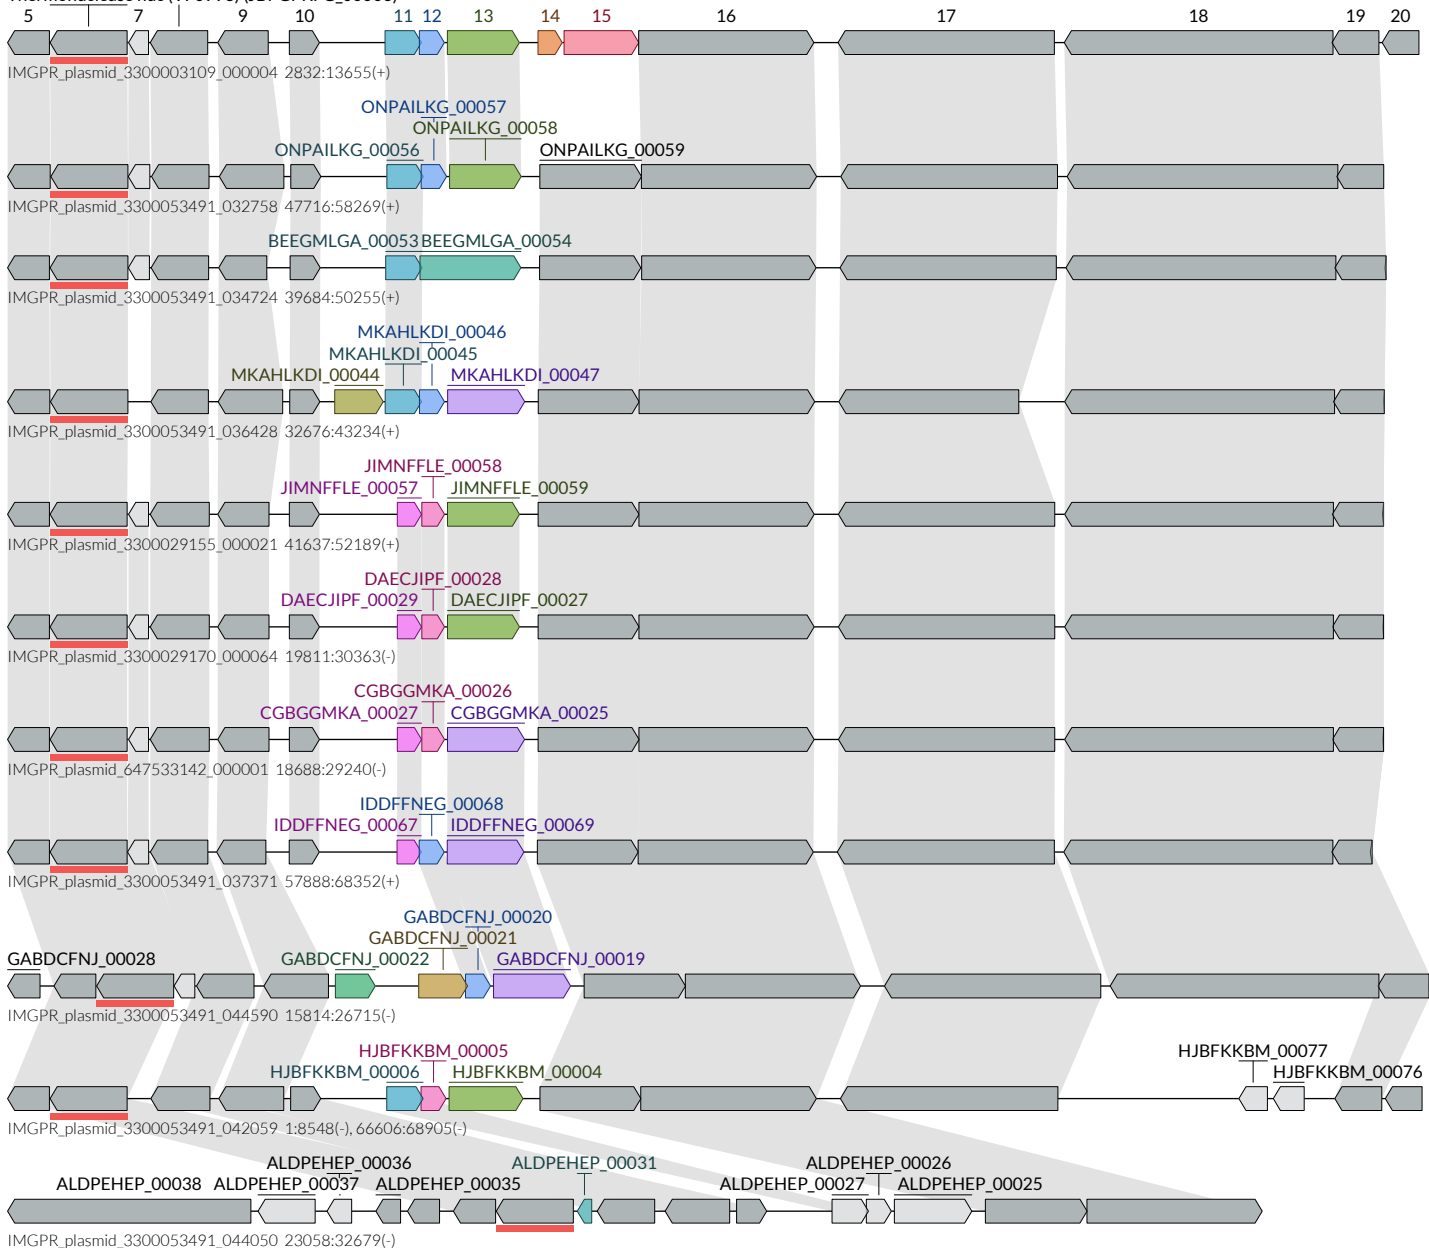 5 7 9 10 11 12 13 14 15 16 17 18 19 20
IMGPR_plasmid_3300003109_000004 2832:13655(+)
ONPAILKG_00057
ONPAILKG_00058
ONPAILKG_00056 ONPAILKG_00059
IMGPR_plasmid_3300053491_032758 47716:58269(+)
BEEGMLGA_00053 BEEGMLGA_00054
IMGPR_plasmid_3300053491_034724 39684:50255(+)
MKAHLKDI_00046
MKAHLKDI_00045
MKAHLKDI_00044 MKAHLKDI_00047
IMGPR_plasmid_3300053491_036428 32676:43234(+)
JIMNFFLE_00058
JIMNFFLE_00057 JIMNFFLE_00059
IMGPR_plasmid_3300029155_000021 41637:52189(+)
DAECJIPF_00028
DAECJIPF_00029 DAECJIPF_00027
IMGPR_plasmid_3300029170_000064 19811:30363(-)
CGBGGMKA_00026
CGBGGMKA_00027 CGBGGMKA_00025
IMGPR_plasmid_647533142_000001 18688:29240(-)
IDDFFNEG_00068
IDDFFNEG_00067 IDDFFNEG_00069
IMGPR_plasmid_3300053491_037371 57888:68352(+)
GABDCFNJ_00020
GABDCFNJ_00021
GABDCFNJ_00028 GABDCFNJ_00022 GABDCFNJ_00019
IMGPR_plasmid_3300053491_044590 15814:26715(-)
HJBFKKBM_00005 HJBFKKBM_00077
HJBFKKBM_00006 HJBFKKBM_00004 HJBFKKBM_00076
IMGPR_plasmid_3300053491_042059 1:8548(-), 66606:68905(-)
ALDPEHEP_00036 ALDPEHEP_00031 ALDPEHEP_00026
ALDPEHEP_00038 ALDPEHEP_00037 ALDPEHEP_00035 ALDPEHEP_00027 ALDPEHEP_00025
IMGPR_plasmid_3300053491_044050 23058:32679(-)